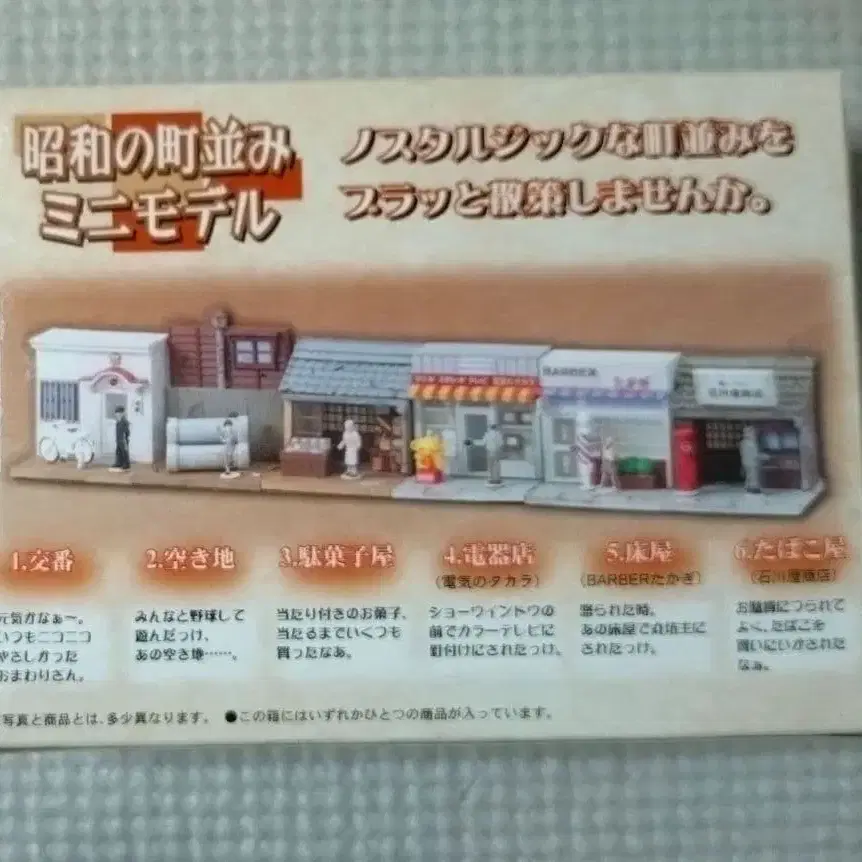 昭和の町並み
ミニモデル
ノスタルジックな町並みを
ブラッと散策しませんか。
BARBER
1.交番
元気かなぁ～。
いつもニコニコ
やさしかった
おまわりさん。
2.空き地
みんなと野球して
遊んだっけ、
あの空き地……。
3.駄菓子屋
当たり付きのお菓子、
当るまでいくつも
買ったなあ。
4.電器店
(電気のタカラ)
ショーウインドウの
前でカラーテレビに
釘付けにされたっけ。
5.床屋
(BARBERたかぎ)
怒られた時、
あの床屋で丸坊主に
されたっけ。
6.たばこ屋
(石川屋商店)
お駄賃につられて
よく、たばこを
買いにいかされた
なぁ。
写真と商品とは、多少異なります。 ●この箱にはいずれかひとつの商品が入っています。